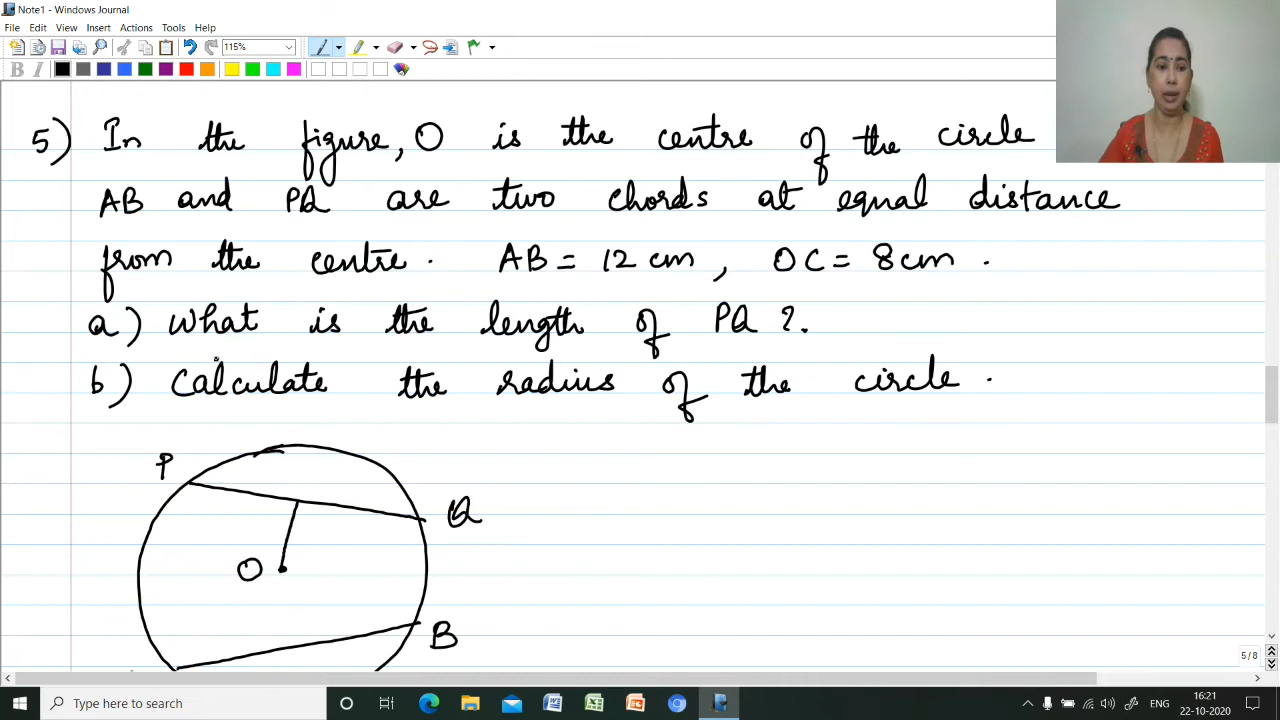 Note1 - Windows Journal
File Edit View Insert Actions Tools Help
115%
B I
5) In the figure, O is the centre of the circle
AB and PQ are two chords at equal distance
from the centre. AB = 12 cm, OC = 8 cm.
a) What is the length of PQ ?.
b) Calculate the radius of the circle.
P
Q
O
B
5/8
Type here to search
ENG
16:21
22-10-2020